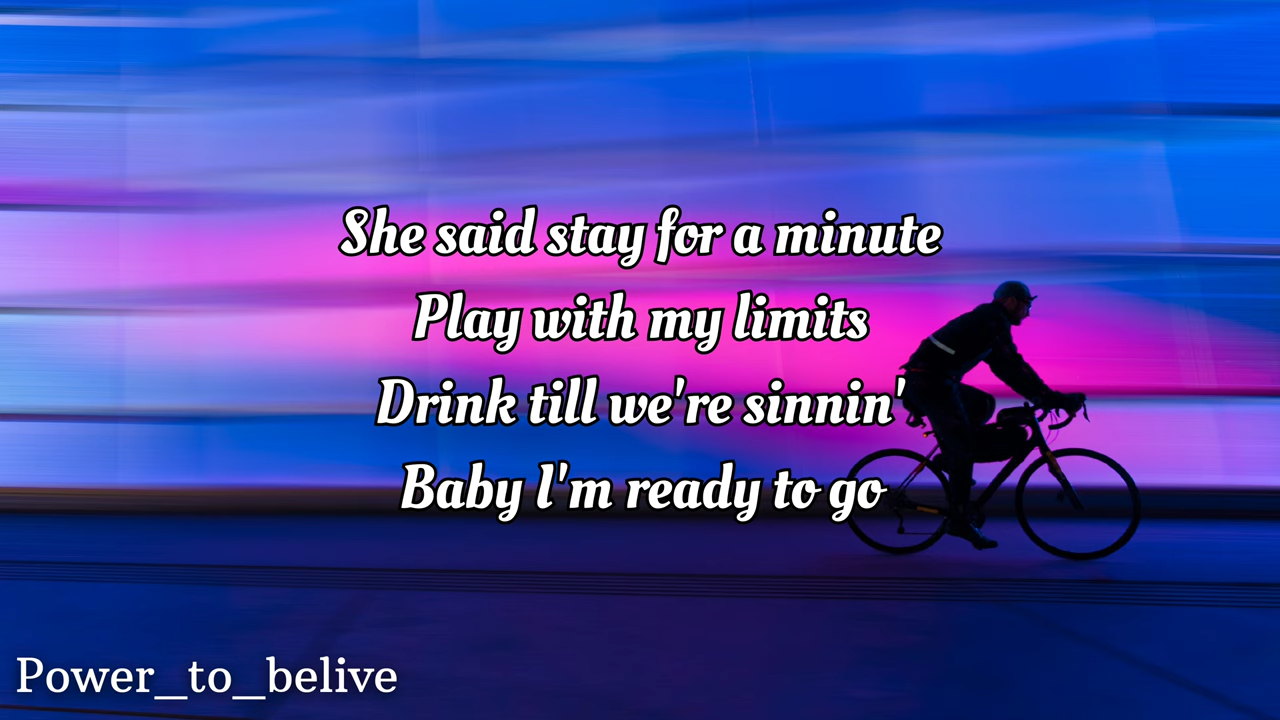 She said stay for a minute
Play with my limits
Drink till we're sinnin'
Baby I'm ready to go
Power_to_belive